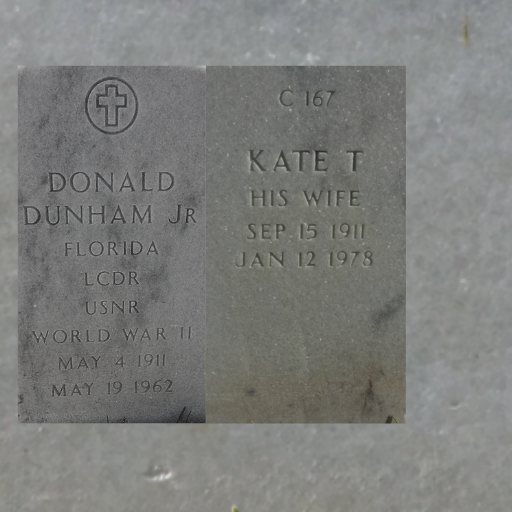 DONALD
DUNHAM JR
FLORIDA
LCDR
USNR
WORLD WAR II
MAY 4 1911
MAY 19 1962
C 167
KATE T
HIS WIFE
SEP 15 1911
JAN 12 1978